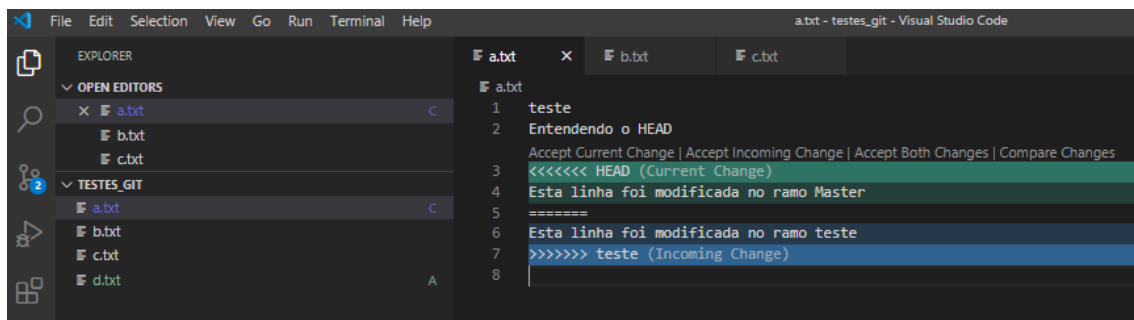 File Edit Selection View Go Run Terminal Help
a.txt - testes_git - Visual Studio Code
EXPLORER
OPEN EDITORS
a.txt C
b.txt
c.txt
2
TESTES_GIT
a.txt C
b.txt
c.txt
d.txt A
a.txt b.txt c.txt
a.txt
1 teste
2 Entendendo o HEAD
Accept Current Change | Accept Incoming Change | Accept Both Changes | Compare Changes
3 <<<<<<< HEAD (Current Change)
4 Esta linha foi modificada no ramo Master
5 =======
6 Esta linha foi modificada no ramo teste
7 >>>>>>> teste (Incoming Change)
8